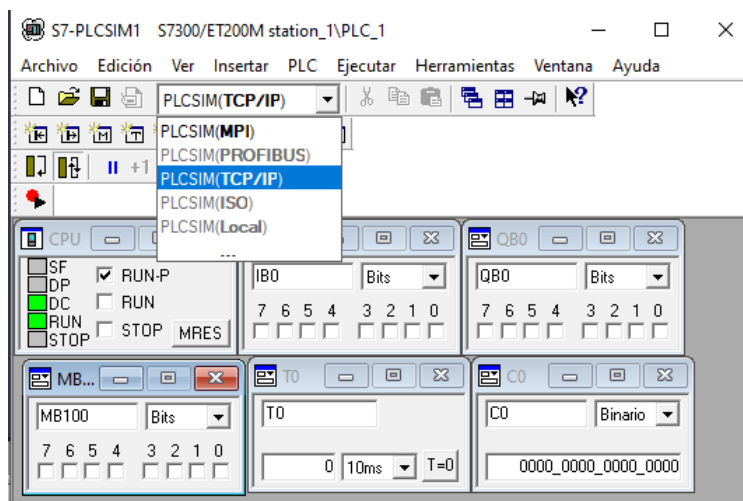 S7-PLCSIM1 S7300/ET200M station_1\PLC_1
Archivo Edición Ver Insertar PLC Ejecutar Herramientas Ventana Ayuda
PLCSIM(TCP/IP)
PLCSIM(MPI)
PLCSIM(PROFIBUS)
+1
PLCSIM(TCP/IP)
PLCSIM(ISO)
PLCSIM(Local)
---
CPU
SF
DP
DC
RUN
STOP
RUN-P
RUN
STOP MRES
IB0 Bits
7 6 5 4 3 2 1 0
QB0
QB0 Bits
7 6 5 4 3 2 1 0
MB...
MB100 Bits
7 6 5 4 3 2 1 0
T0
T0
0 10ms T=0
C0
C0 Binario
0000_0000_0000_0000